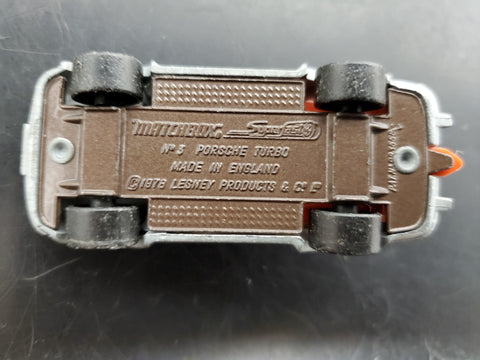 MATCHBOX Superfast
Nº 3 PORSCHE TURBO
MADE IN ENGLAND
© 1978 LESNEY PRODUCTS & Cº Lᵀᴰ